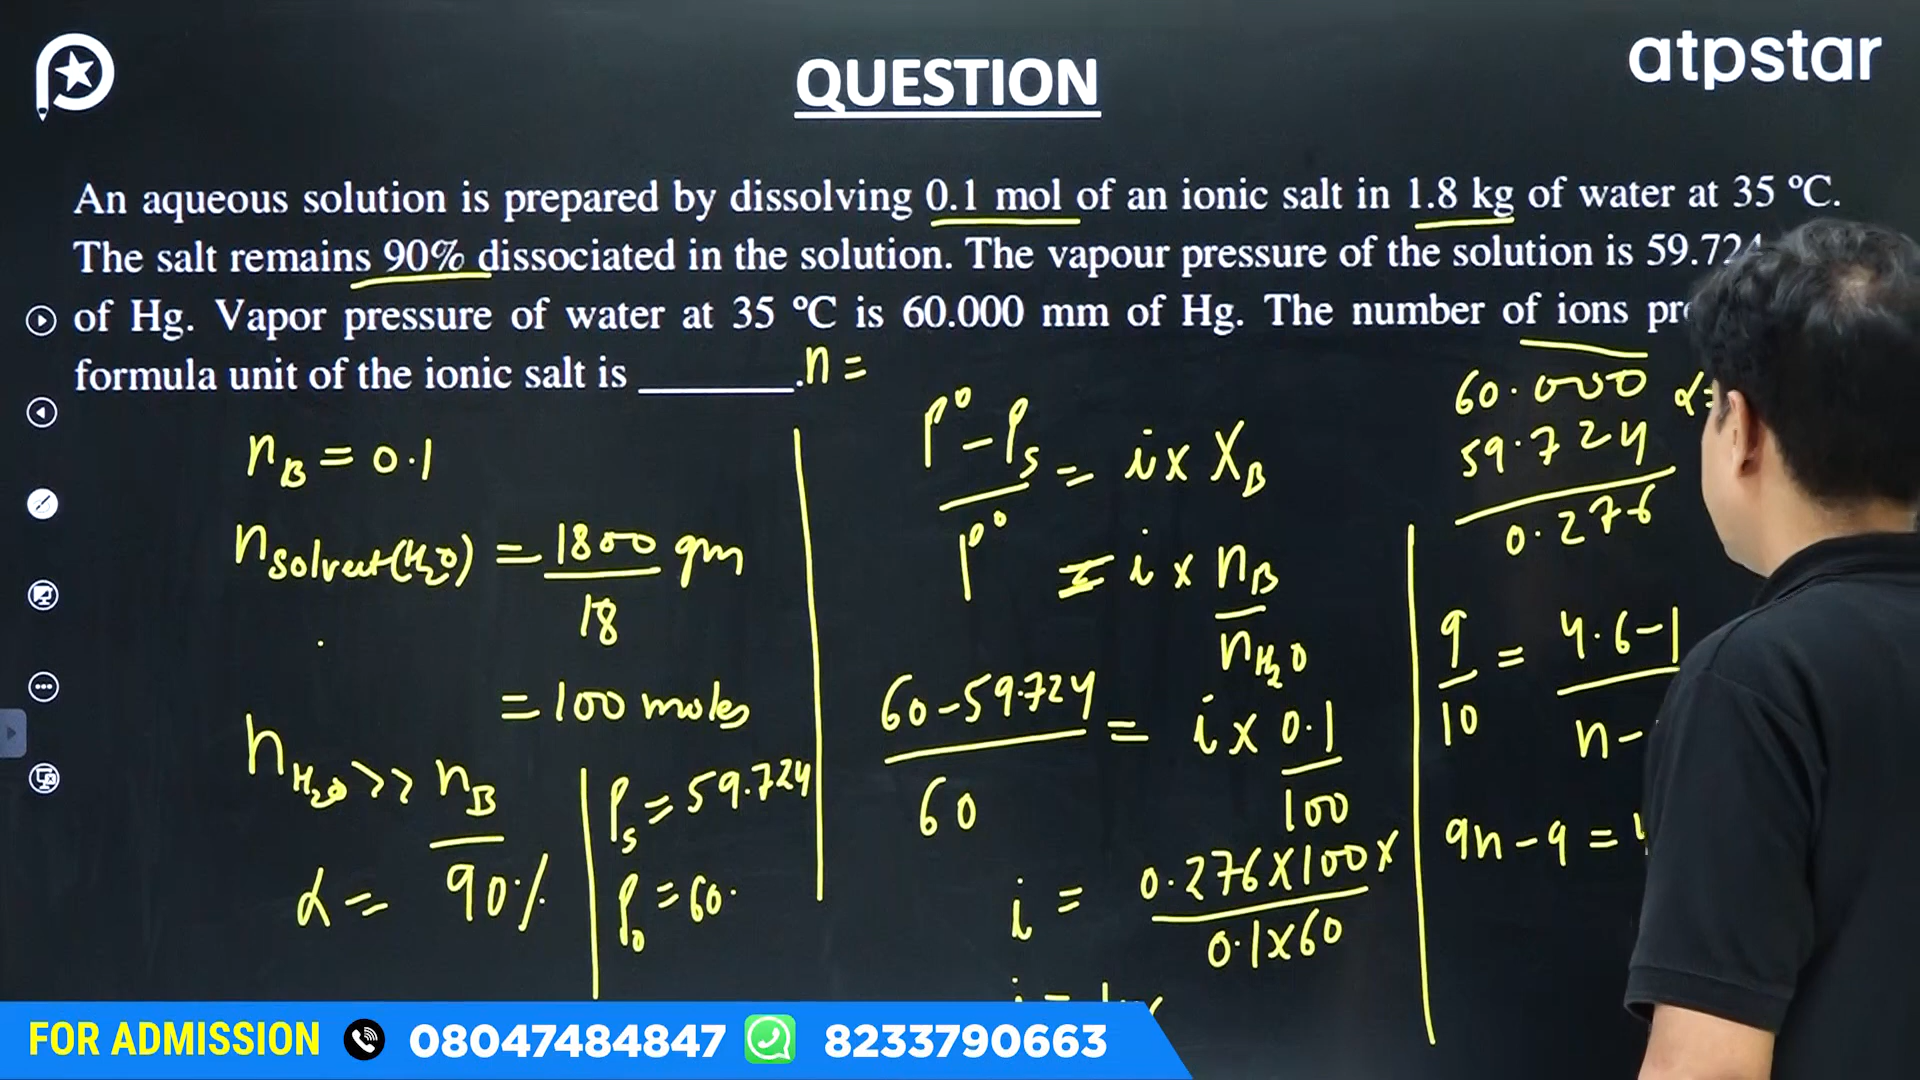 atpstar
QUESTION
An aqueous solution is prepared by dissolving 0.1 mol of an ionic salt in 1.8 kg of water at 35 ºC.
The salt remains 90% dissociated in the solution. The vapour pressure of the solution is 59.724
of Hg. Vapor pressure of water at 35 ºC is 60.000 mm of Hg. The number of ions
formula unit of the ionic salt is ________. n =
n_B = 0.1
n_solvent(H₂O) = 1800/18 gm
= 100 moles
n_H₂O >> n_B
α = 90%
P_s = 59.724
P_0 = 60.
P⁰ - P_s / P⁰ = i x X_B
= i x n_B / n_H₂O
60 - 59.724 / 60 = i x 0.1 / 100
i = 0.276 x 100 x / 0.1 x 60
i =
60.000
59.724
0.276
α =
9/10 = 4.6 - 1 / n -
9n - 9 =
FOR ADMISSION 08047484847 8233790663